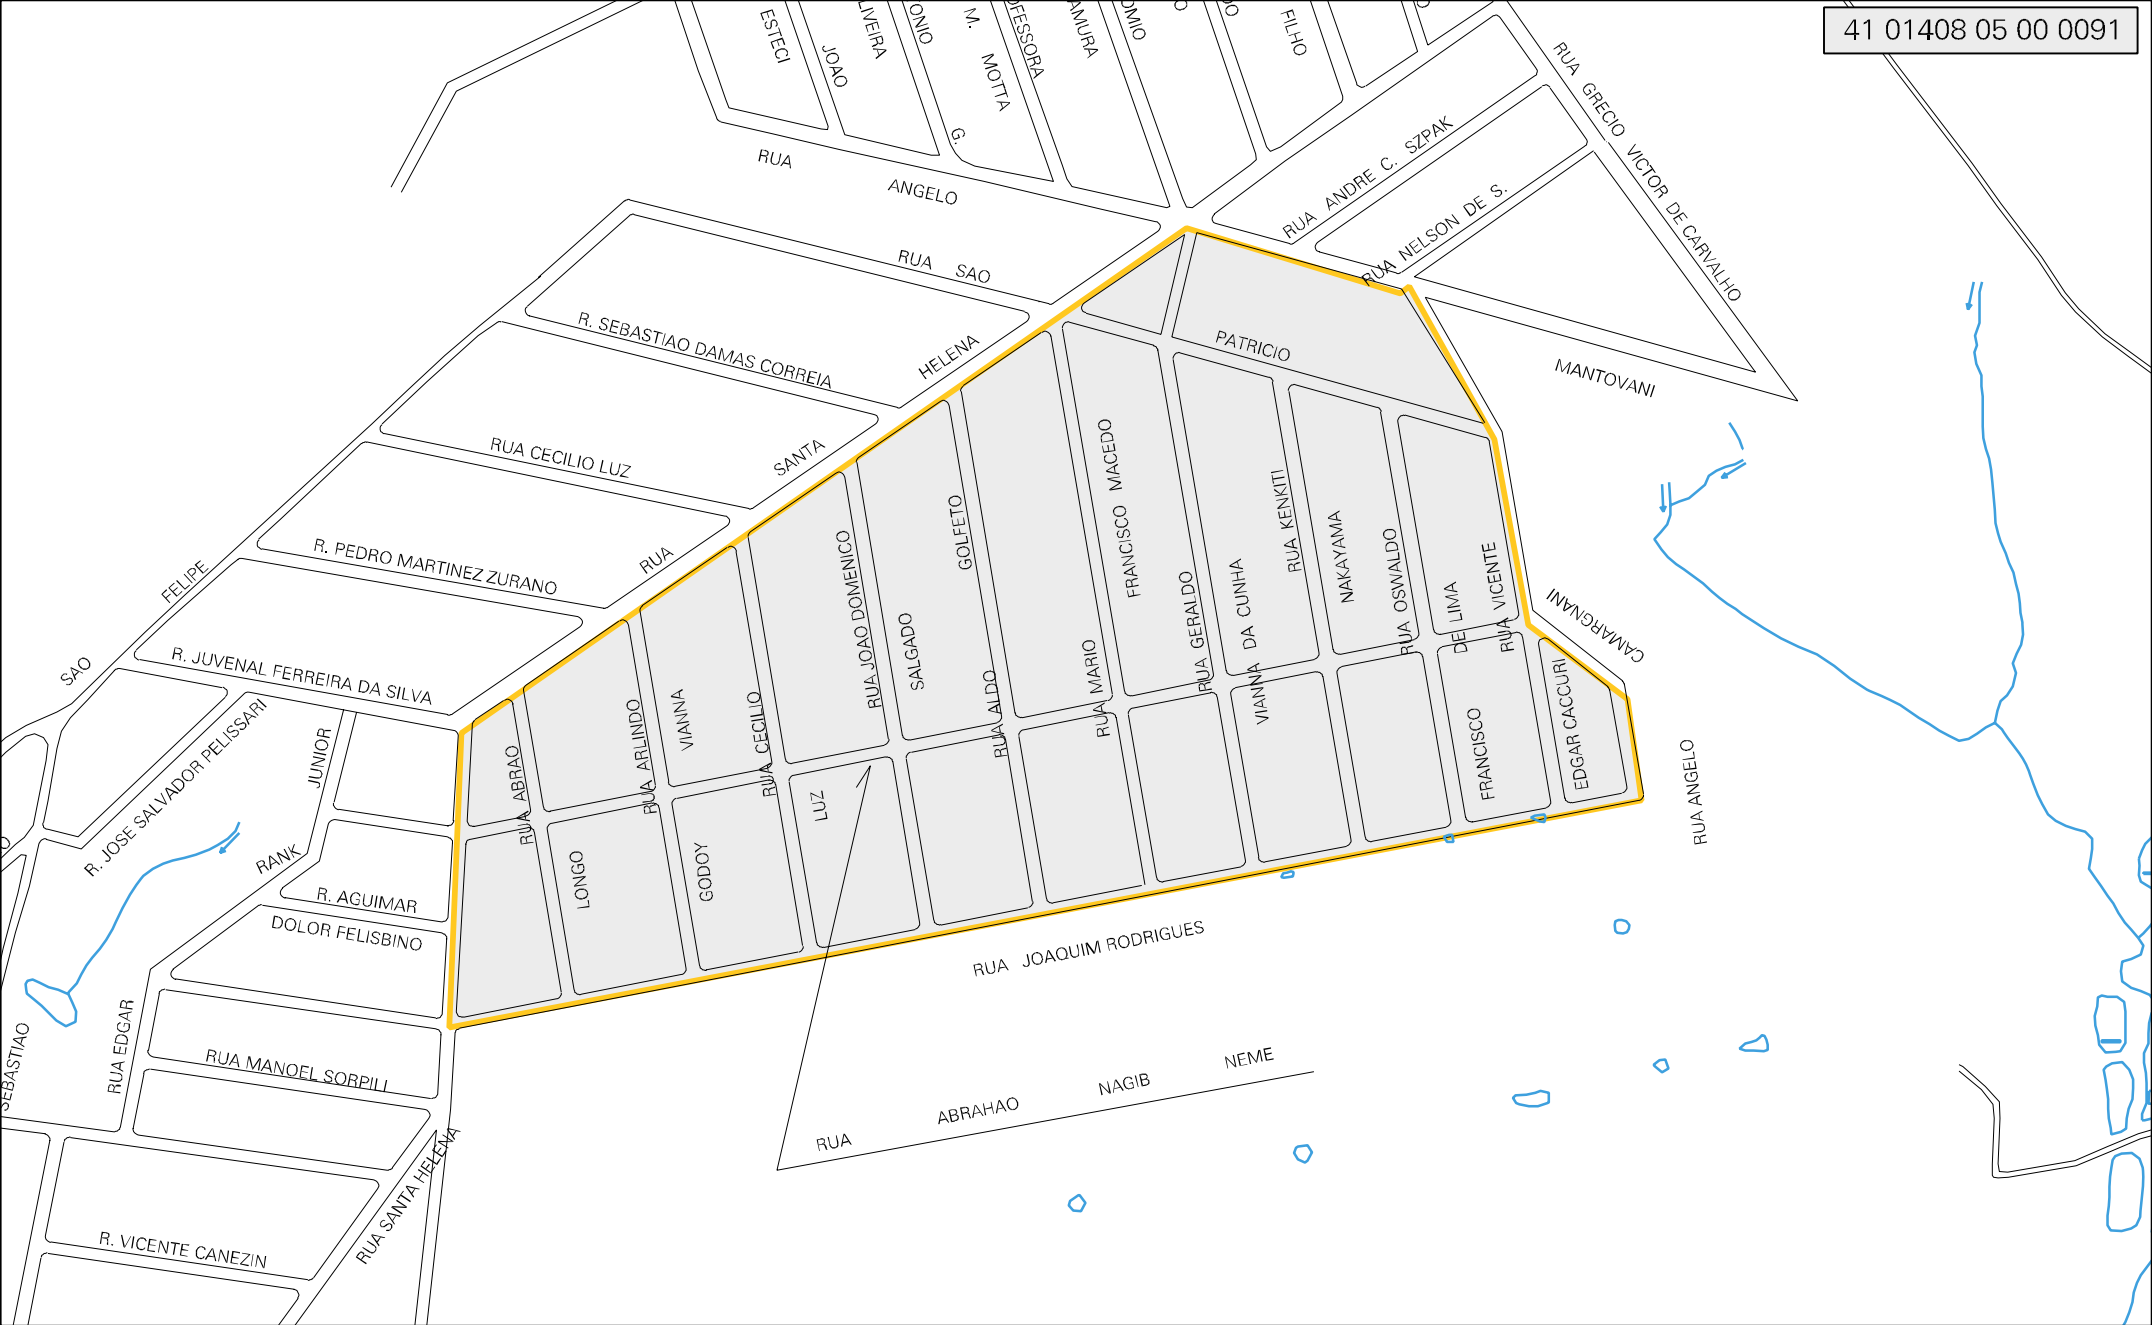 41 01408 05 00 0091
ESTECI
JOAO
M. MOTTA
G.
FILHO
RUA GRECIO VICTOR DE CARVALHO
RUA ANGELO
RUA ANDRE C. SZPAK
RUA NELSON DE S.
RUA SAO
R. SEBASTIAO DAMAS CORREIA
HELENA
PATRICIO
MANTOVANI
RUA CECILIO LUZ
SANTA
R. PEDRO MARTINEZ ZURANO
RUA
FELIPE
SAO
R. JUVENAL FERREIRA DA SILVA
R. JOSE SALVADOR PELISSARI
JUNIOR
RANK
R. AGUIMAR
DOLOR FELISBINO
RUA EDGAR
SEBASTIAO
RUA MANOEL SORPILI
RUA SANTA HELENA
R. VICENTE CANEZIN
RUA ABRAO
LONGO
RUA ARLINDO
VIANNA
GODOY
RUA CECILIO
LUZ
RUA JOAO DOMENICO
SALGADO
GOLFETO
RUA ALDO
RUA MARIO
FRANCISCO MACEDO
RUA GERALDO
VIANNA DA CUNHA
RUA KENKITI
NAKAYAMA
RUA OSWALDO
DE LIMA
RUA VICENTE
FRANCISCO
EDGAR CACCURI
CAMARGNANI
RUA ANGELO
RUA JOAQUIM RODRIGUES
RUA ABRAHAO NAGIB NEME